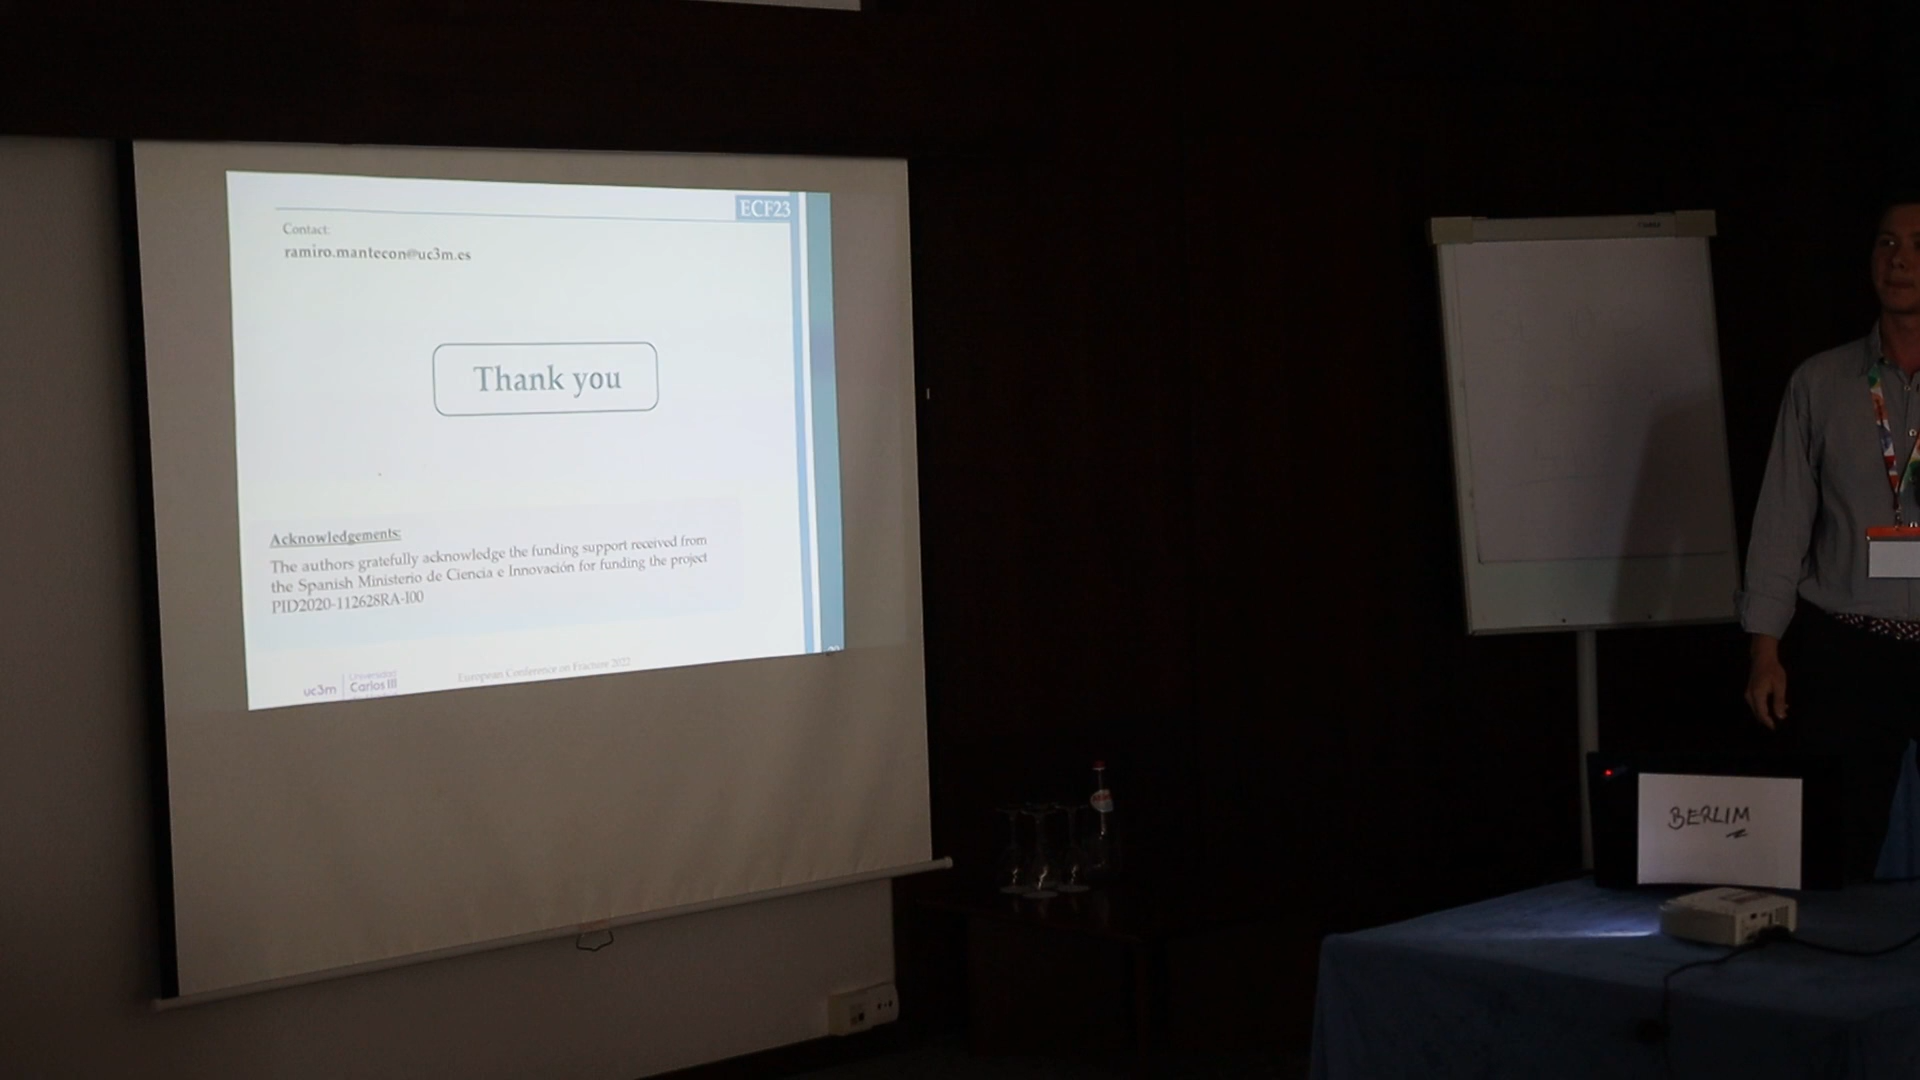 ECF23
Contact:
ramiro.mantecon@uc3m.es
Thank you
Acknowledgements:
The authors gratefully acknowledge the funding support received from
the Spanish Ministerio de Ciencia e Innovación for funding the project
PID2020-112628RA-I00
uc3m
Universidad
Carlos III
European Conference on Fracture 2022
BERLIM